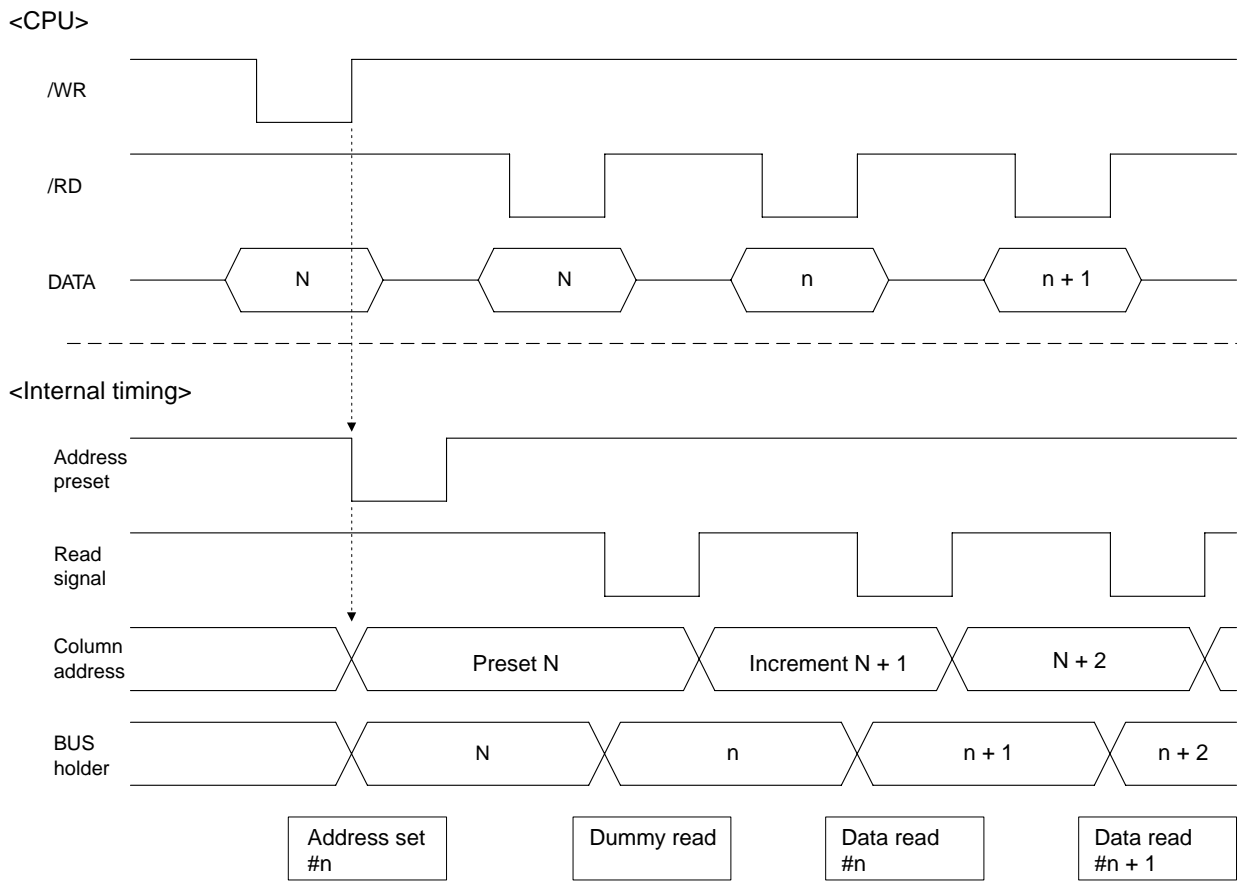 <CPU>
/WR
/RD
DATA
N
N
n
n + 1
<Internal timing>
Address
preset
Read
signal
Column
address
Preset N
Increment N + 1
N + 2
BUS
holder
N
n
n + 1
n + 2
Address set
#n
Dummy read
Data read
#n
Data read
#n + 1